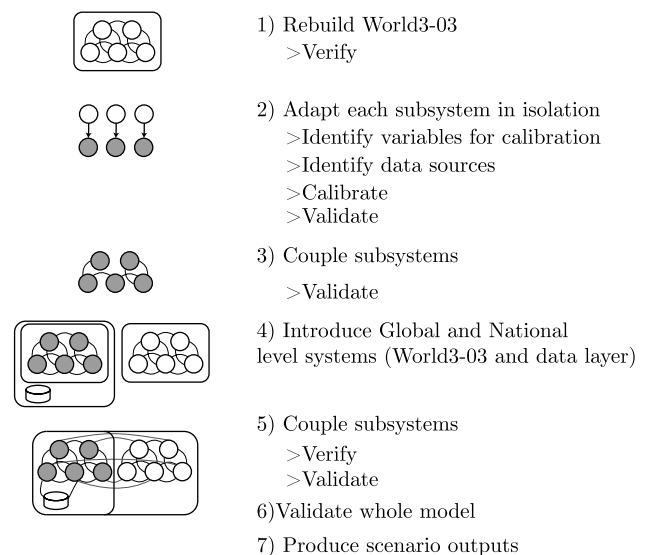 1) Rebuild World3-03
>Verify
2) Adapt each subsystem in isolation
>Identify variables for calibration
>Identify data sources
>Calibrate
>Validate
3) Couple subsystems
>Validate
4) Introduce Global and National
level systems (World3-03 and data layer)
5) Couple subsystems
>Verify
>Validate
6)Validate whole model
7) Produce scenario outputs